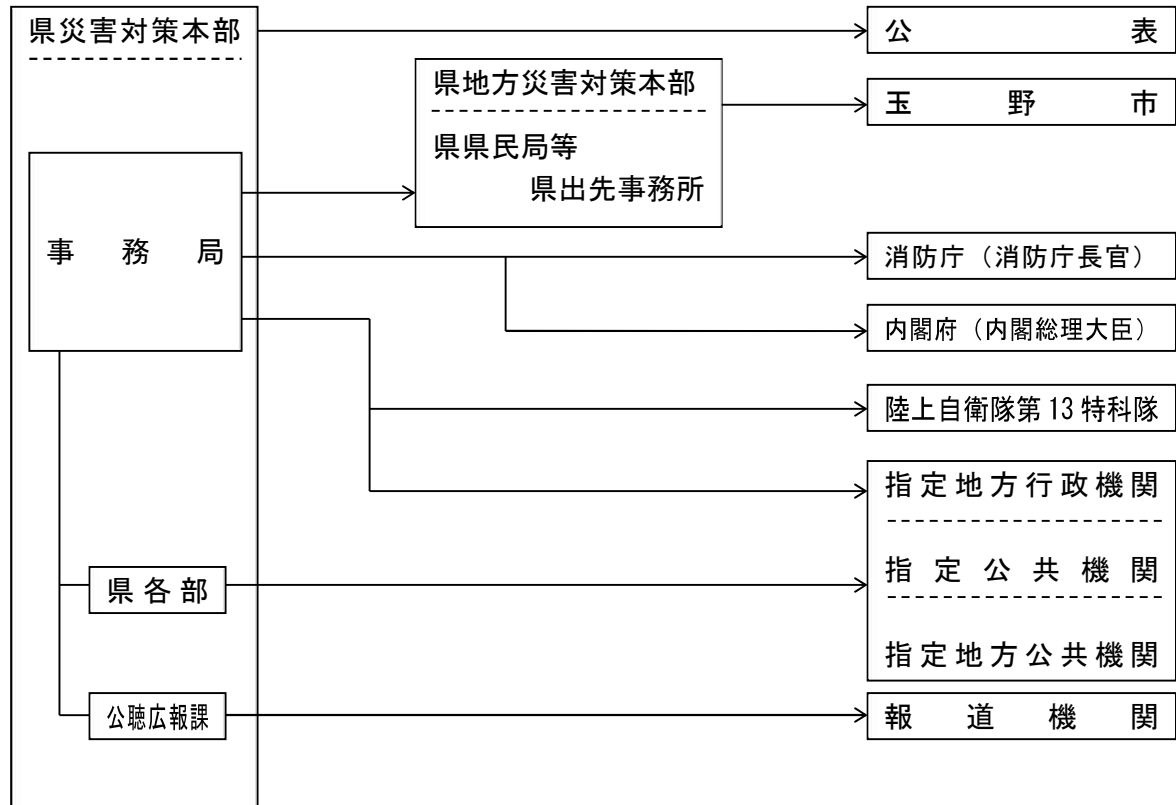 県災害対策本部
公表
県地方災害対策本部
玉野市
県県民局等
県出先事務所
事務局
消防庁（消防庁長官）
内閣府（内閣総理大臣）
陸上自衛隊第13特科隊
指定地方行政機関
県各部
指定公共機関
指定地方公共機関
公聴広報課
報道機関